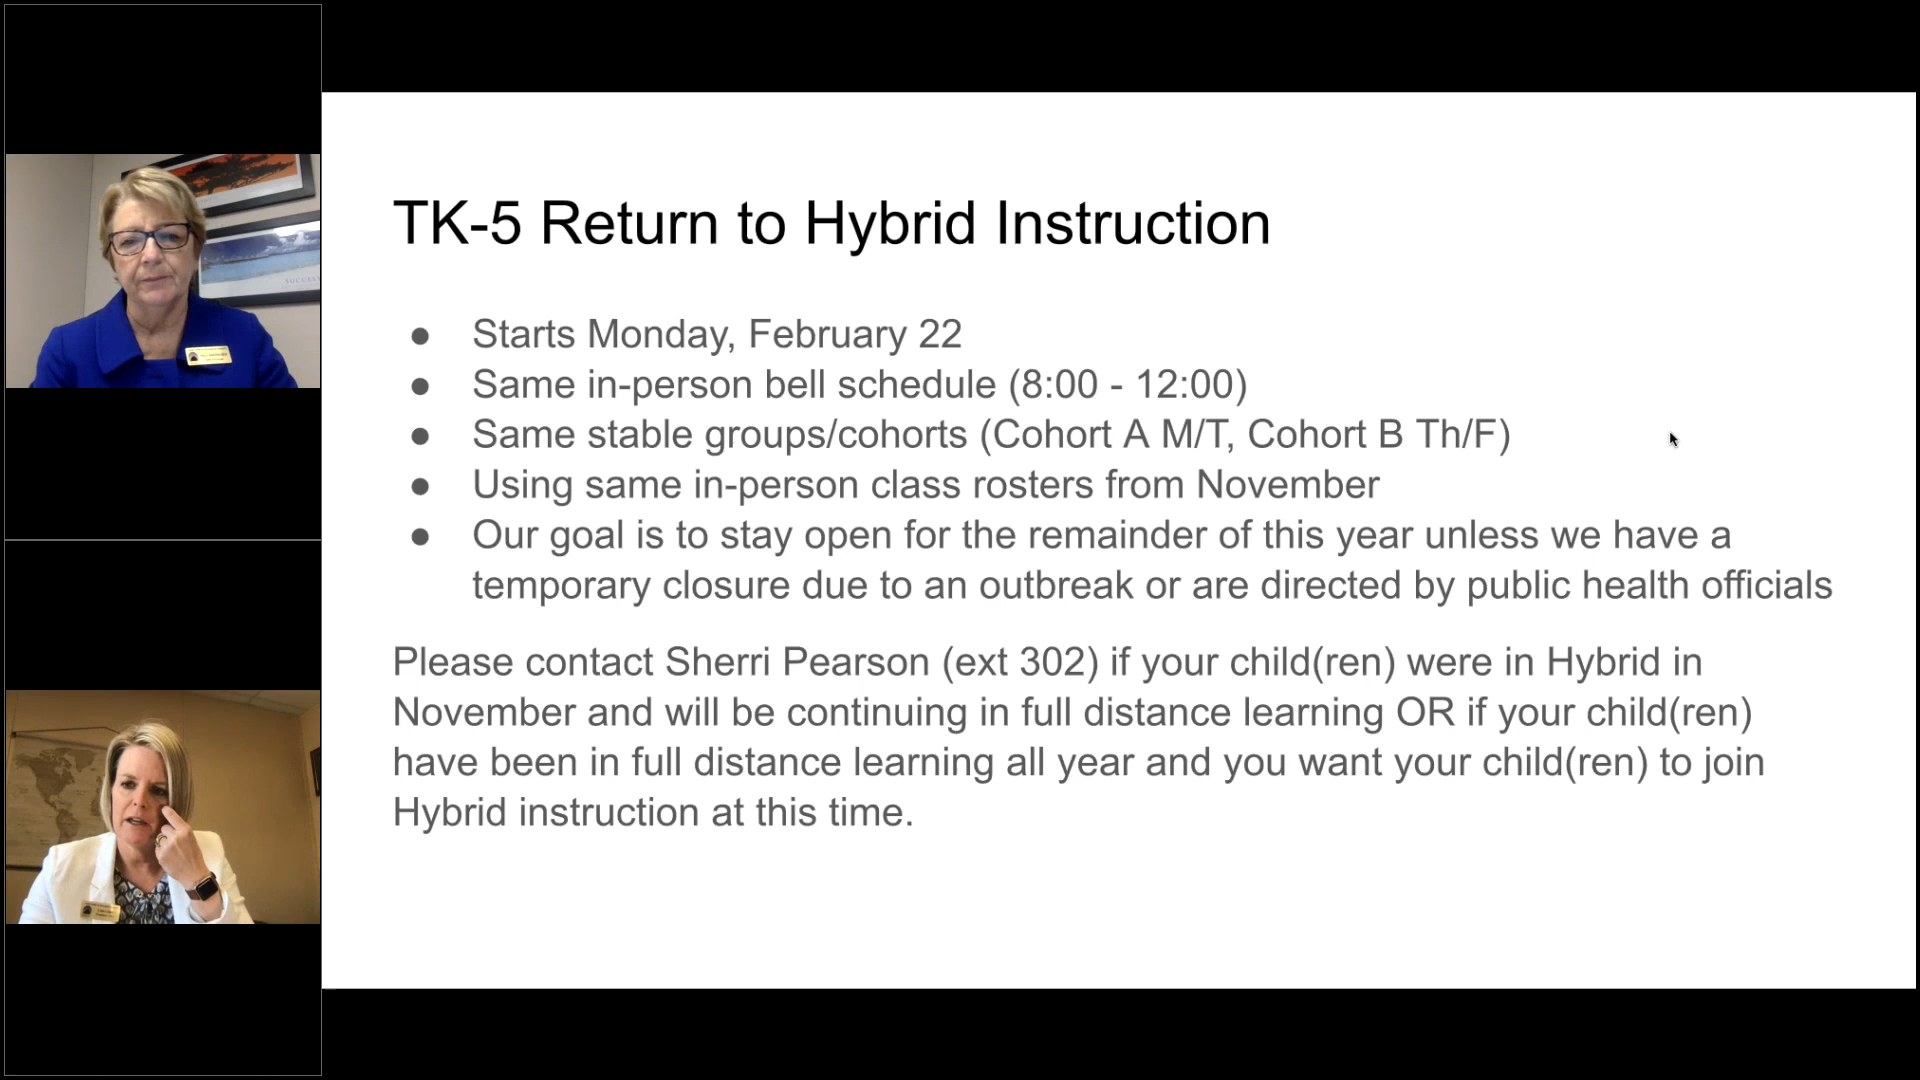 TK-5 Return to Hybrid Instruction
● Starts Monday, February 22
● Same in-person bell schedule (8:00 - 12:00)
● Same stable groups/cohorts (Cohort A M/T, Cohort B Th/F)
● Using same in-person class rosters from November
● Our goal is to stay open for the remainder of this year unless we have a
temporary closure due to an outbreak or are directed by public health officials
Please contact Sherri Pearson (ext 302) if your child(ren) were in Hybrid in
November and will be continuing in full distance learning OR if your child(ren)
have been in full distance learning all year and you want your child(ren) to join
Hybrid instruction at this time.